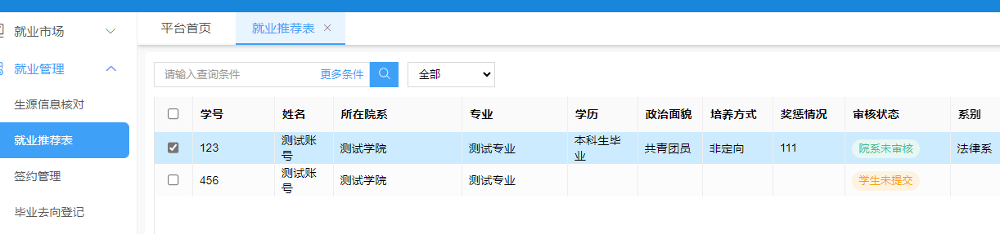 就业市场
平台首页
就业推荐表
就业管理
请输入查询条件 更多条件 全部
生源信息核对
学号 姓名 所在院系 专业 学历 政治面貌 培养方式 奖惩情况 审核状态 系别
就业推荐表
123 测试账号 测试学院 测试专业 本科生毕业 共青团员 非定向 111 院系未审核 法律系
签约管理
456 测试账号 测试学院 测试专业 学生未提交
毕业去向登记